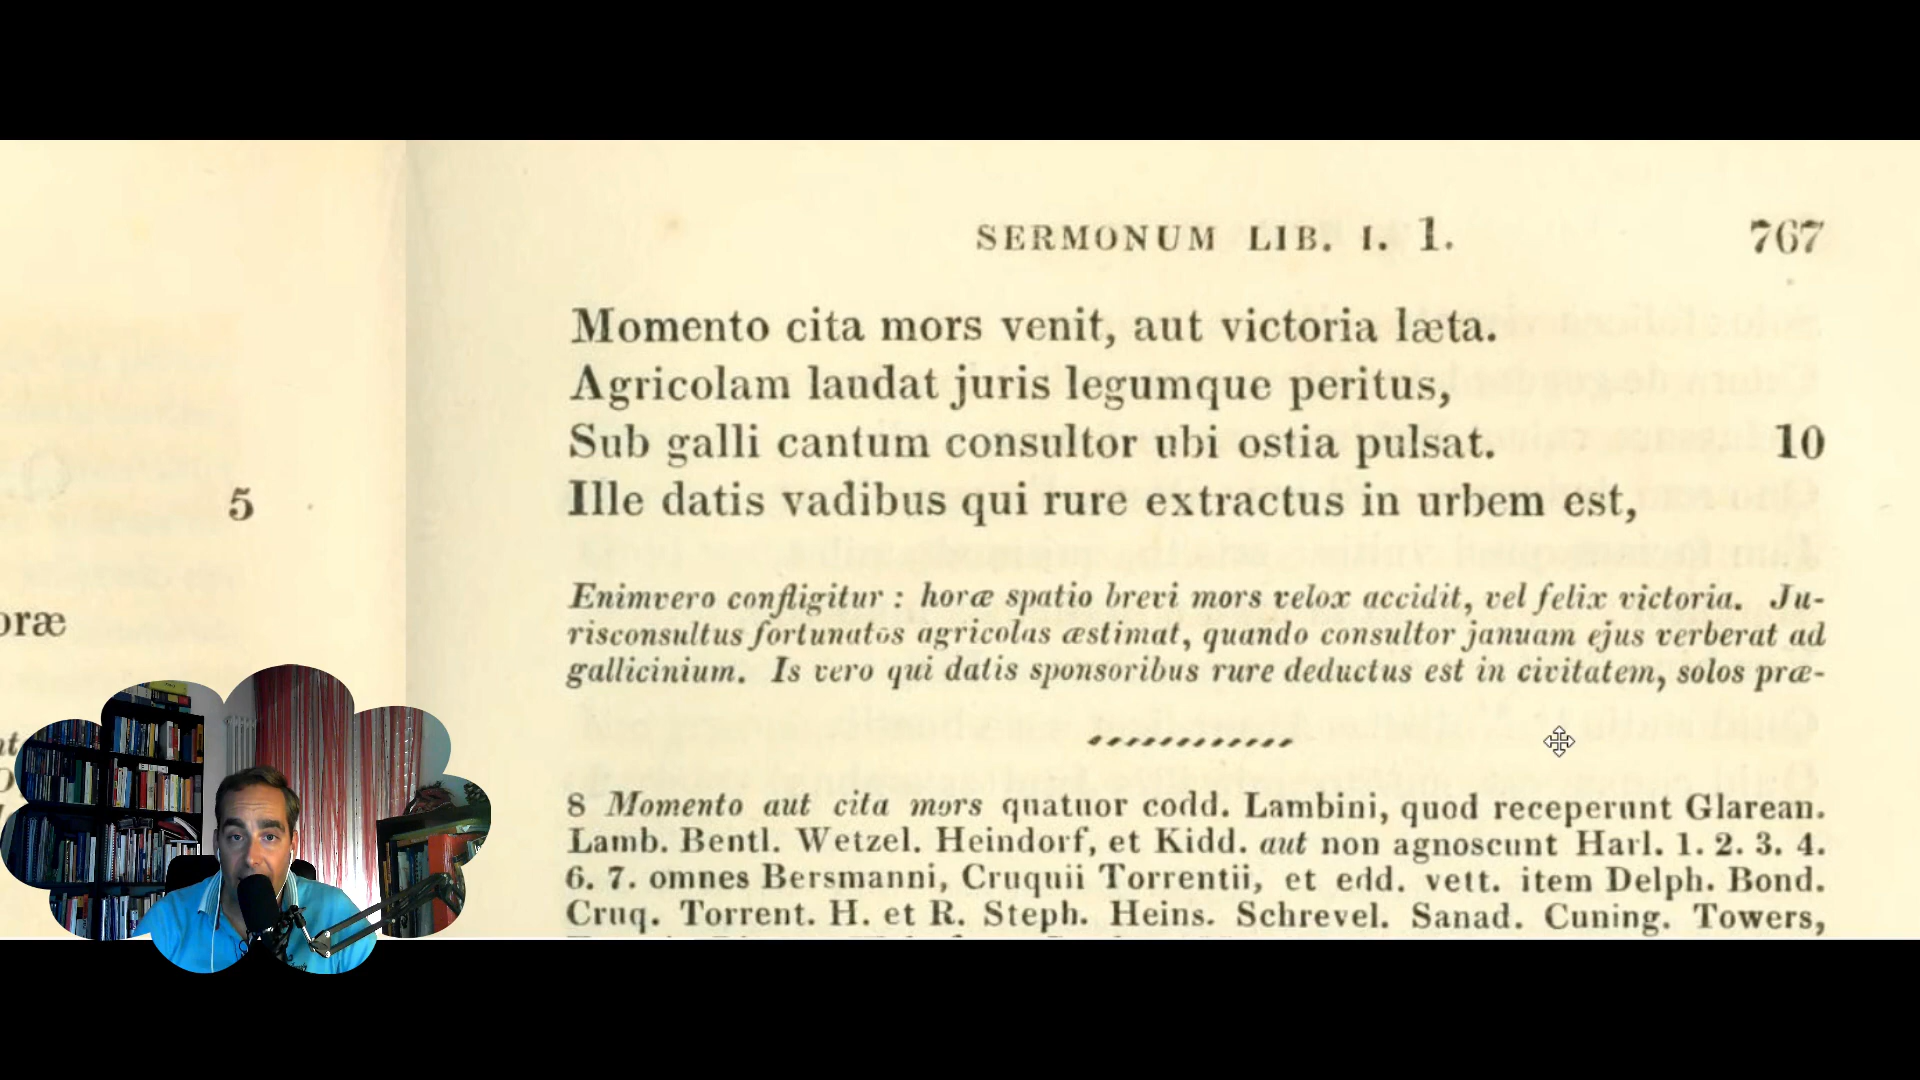 SERMONUM LIB. I. 1. 767
Momento cita mors venit, aut victoria læta.
Agricolam laudat juris legumque peritus,
Sub galli cantum consultor ubi ostia pulsat. 10
Ille datis vadibus qui rure extractus in urbem est,
Enimvero confligitur : horæ spatio brevi mors velox accidit, vel felix victoria. Ju-
risconsultus fortunatos agricolas æstimat, quando consultor januam ejus verberat ad
gallicinium. Is vero qui datis sponsoribus rure deductus est in civitatem, solos præ-
8 Momento aut cita mors quatuor codd. Lambini, quod receperunt Glarean.
Lamb. Bentl. Wetzel. Heindorf, et Kidd. aut non agnoscunt Harl. 1. 2. 3. 4.
6. 7. omnes Bersmanni, Cruquii Torrentii, et edd. vett. item Delph. Bond.
Cruq. Torrent. H. et R. Steph. Heins. Schrevel. Sanad. Cuning. Towers,
5
oræ